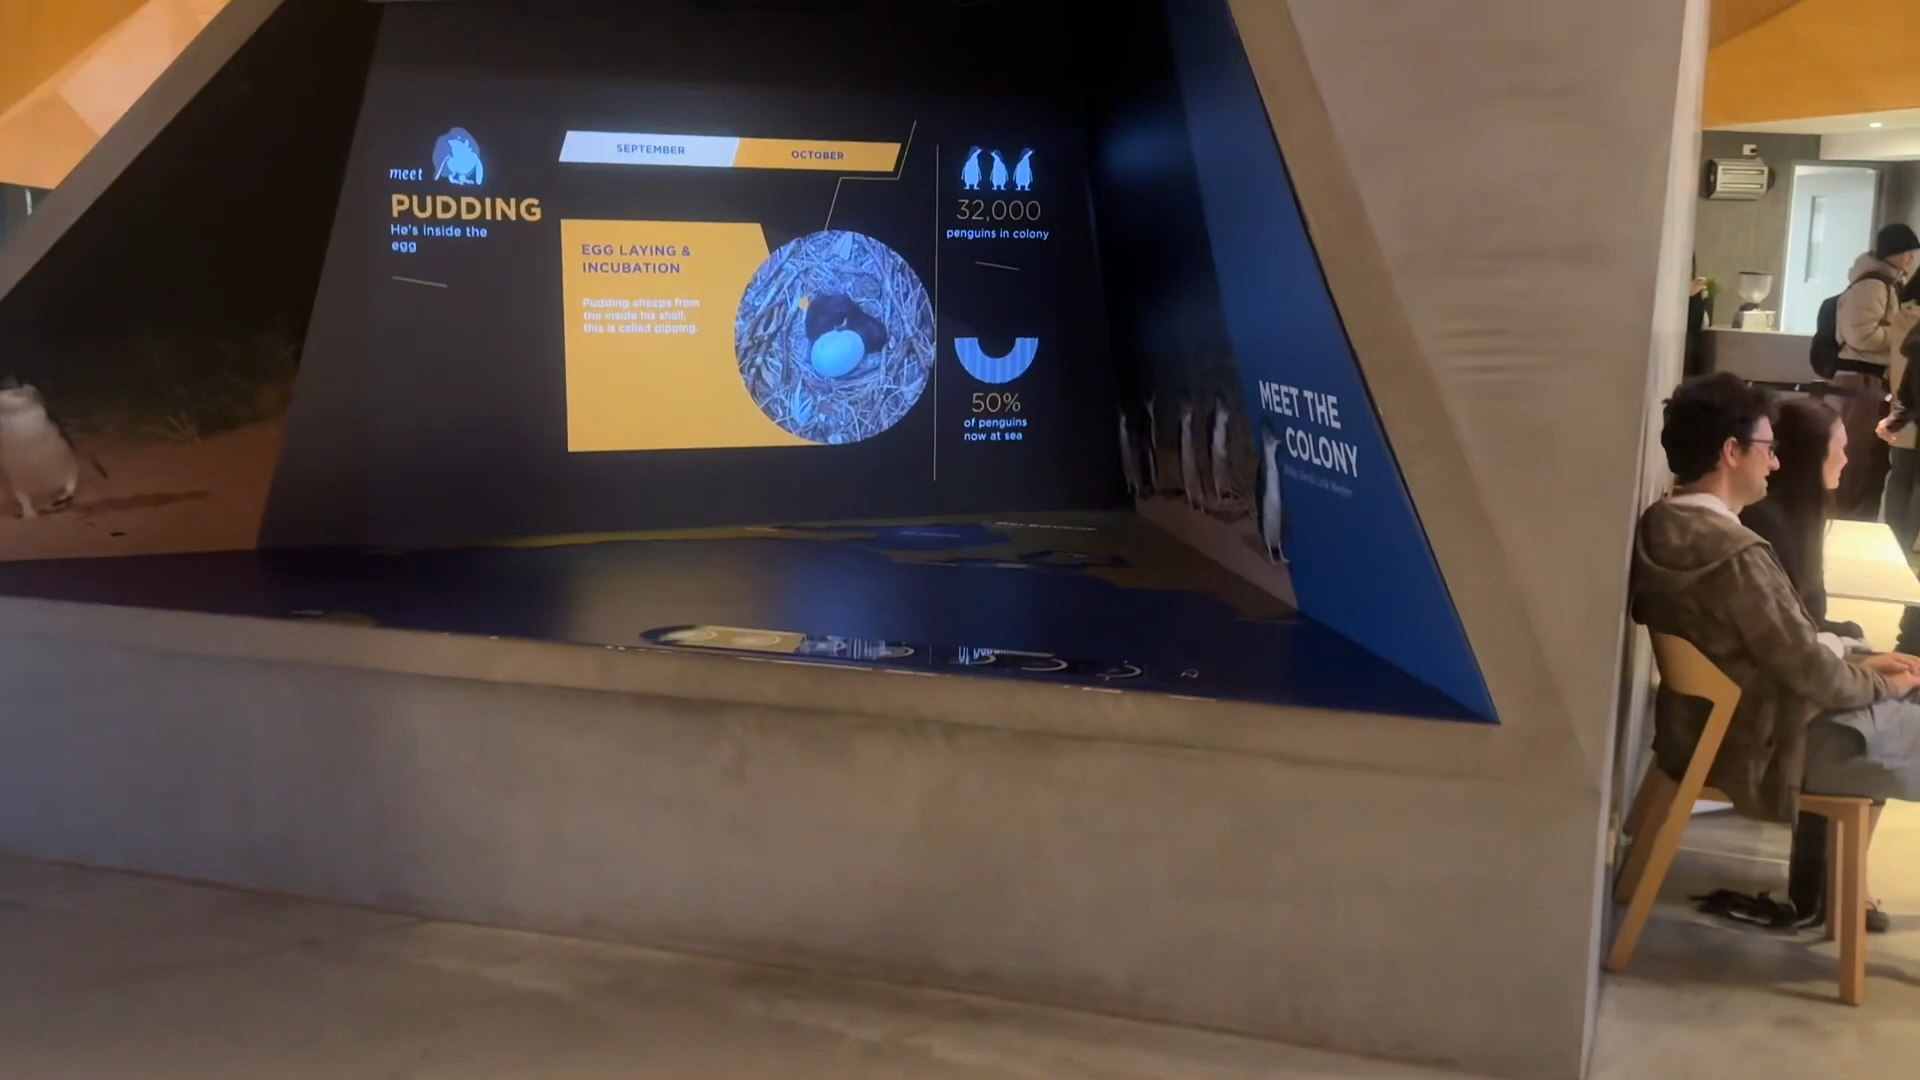 meet
PUDDING
He's inside the
egg
SEPTEMBER
OCTOBER
EGG LAYING &
INCUBATION
Pudding cheeps from
the inside his shell,
this is called pipping.
32,000
penguins in colony
50%
of penguins
now at sea
MEET THE
COLONY
MELBOURNE